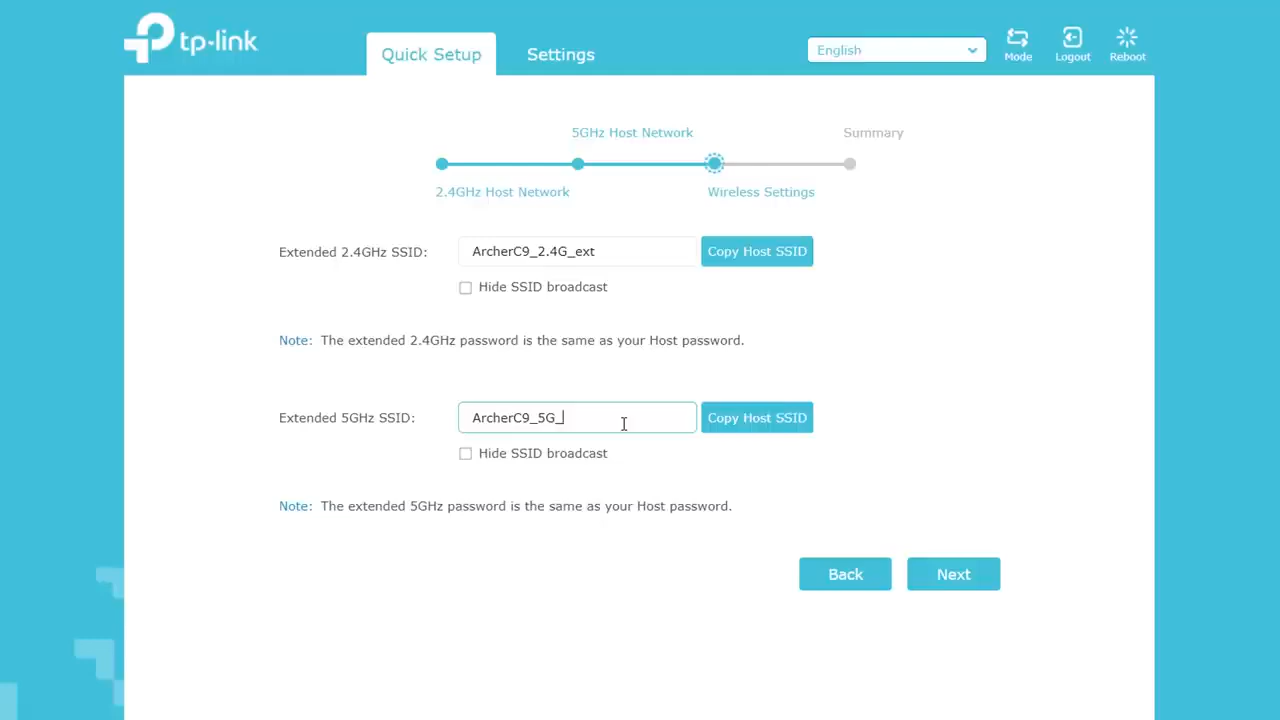 tp-link
Quick Setup
Settings
English
Mode
Logout
Reboot
5GHz Host Network
Summary
2.4GHz Host Network
Wireless Settings
Extended 2.4GHz SSID:
ArcherC9_2.4G_ext
Copy Host SSID
Hide SSID broadcast
Note: The extended 2.4GHz password is the same as your Host password.
Extended 5GHz SSID:
ArcherC9_5G_
Copy Host SSID
Hide SSID broadcast
Note: The extended 5GHz password is the same as your Host password.
Back
Next